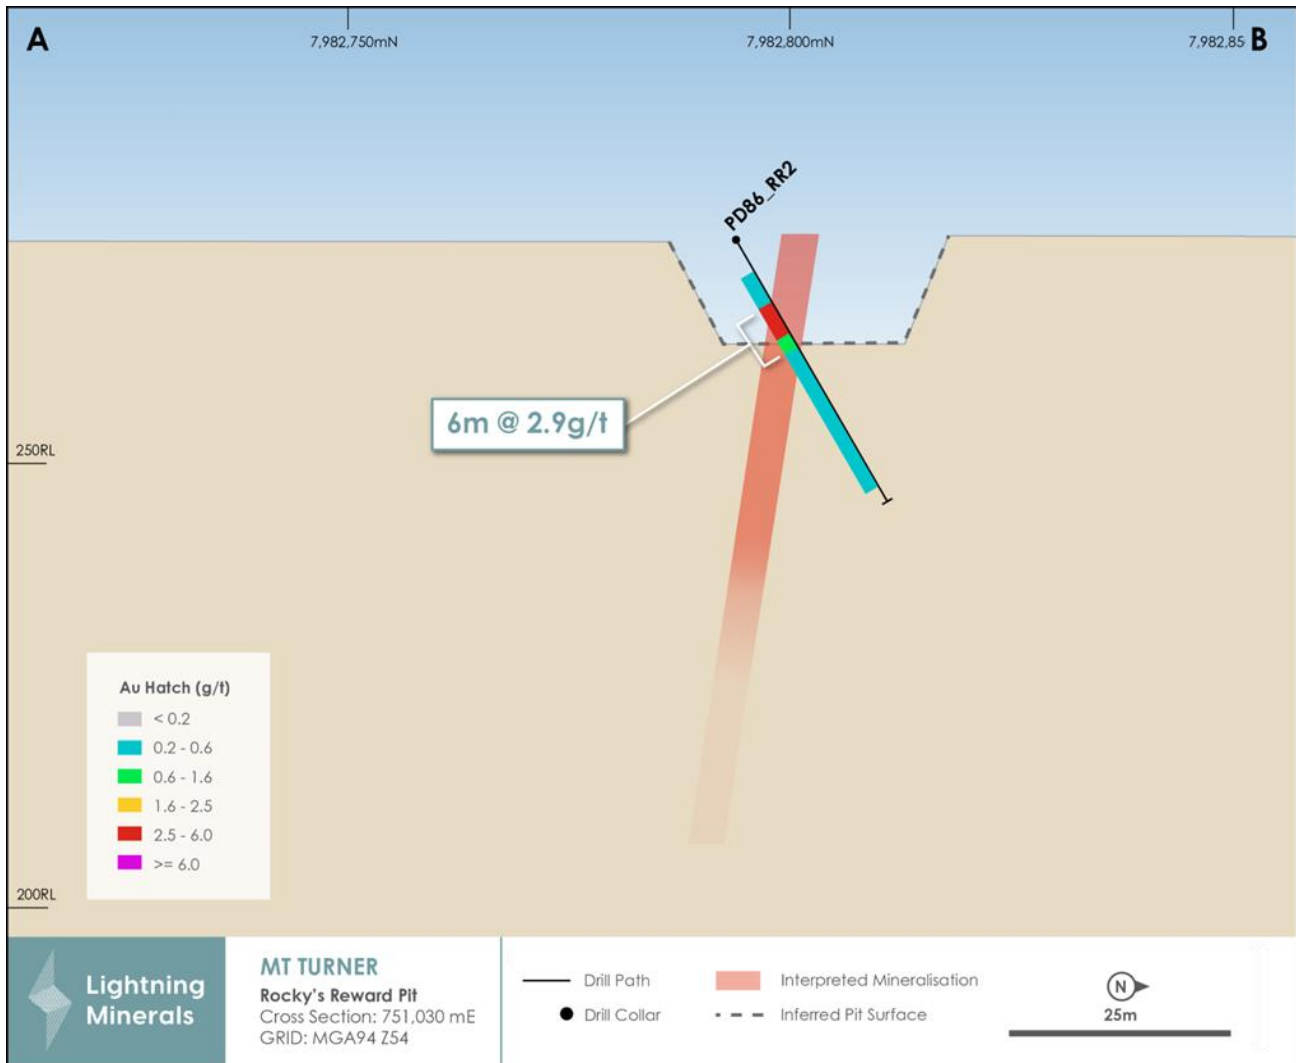 A
7,982,750mN
7,982,800mN
7,982,85
B
PD86_RR2
6m @ 2.9g/t
250RL
Au Hatch (g/t)
< 0.2
0.2 - 0.6
0.6 - 1.6
1.6 - 2.5
2.5 - 6.0
>= 6.0
200RL
Lightning
Minerals
MT TURNER
Rocky's Reward Pit
Cross Section: 751,030 mE
GRID: MGA94 Z54
Drill Path
Drill Collar
Interpreted Mineralisation
Inferred Pit Surface
N
25m